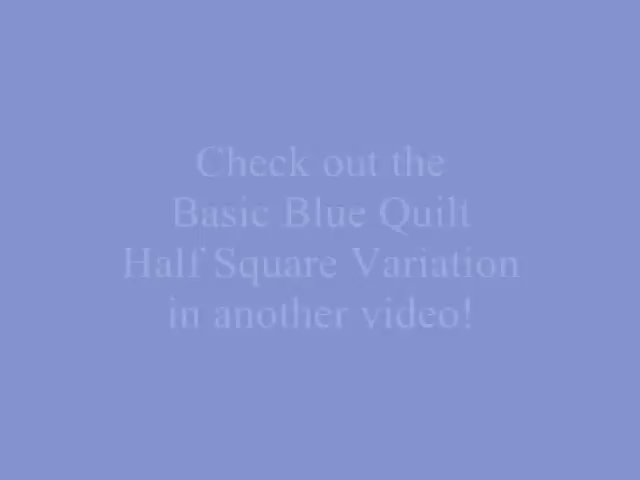 Check out the
Basic Blue Quilt
Half Square Variation
in another video!